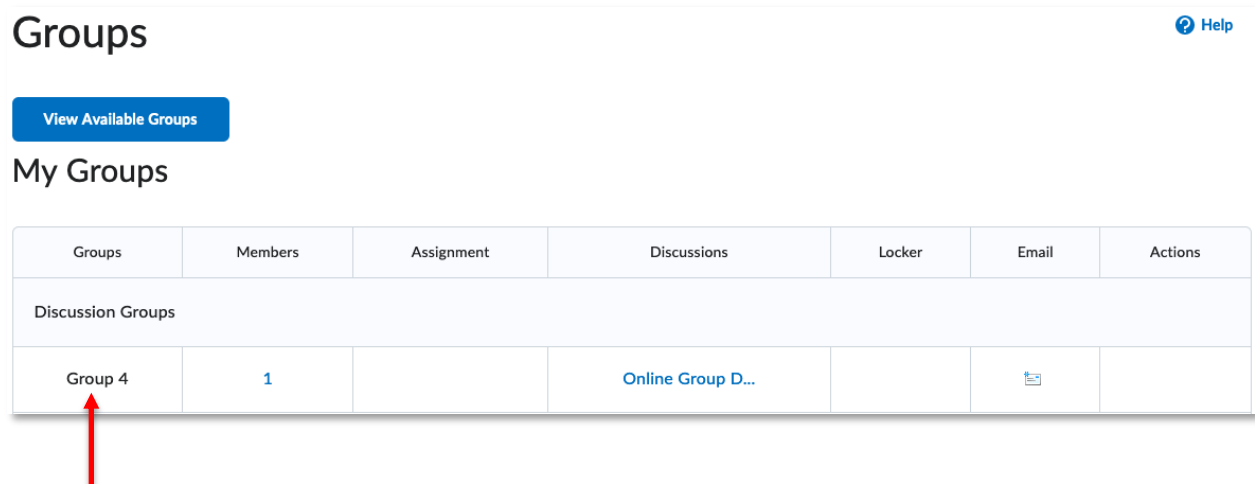 Groups
Help
View Available Groups
My Groups
Groups Members Assignment Discussions Locker Email Actions
Discussion Groups
Group 4 1 Online Group D...